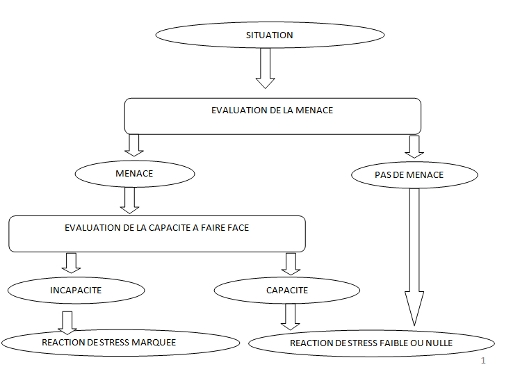 SITUATION
EVALUATION DE LA MENACE
MENACE
PAS DE MENACE
EVALUATION DE LA CAPACITE A FAIRE FACE
INCAPACITE
CAPACITE
REACTION DE STRESS MARQUEE
REACTION DE STRESS FAIBLE OU NULLE
1